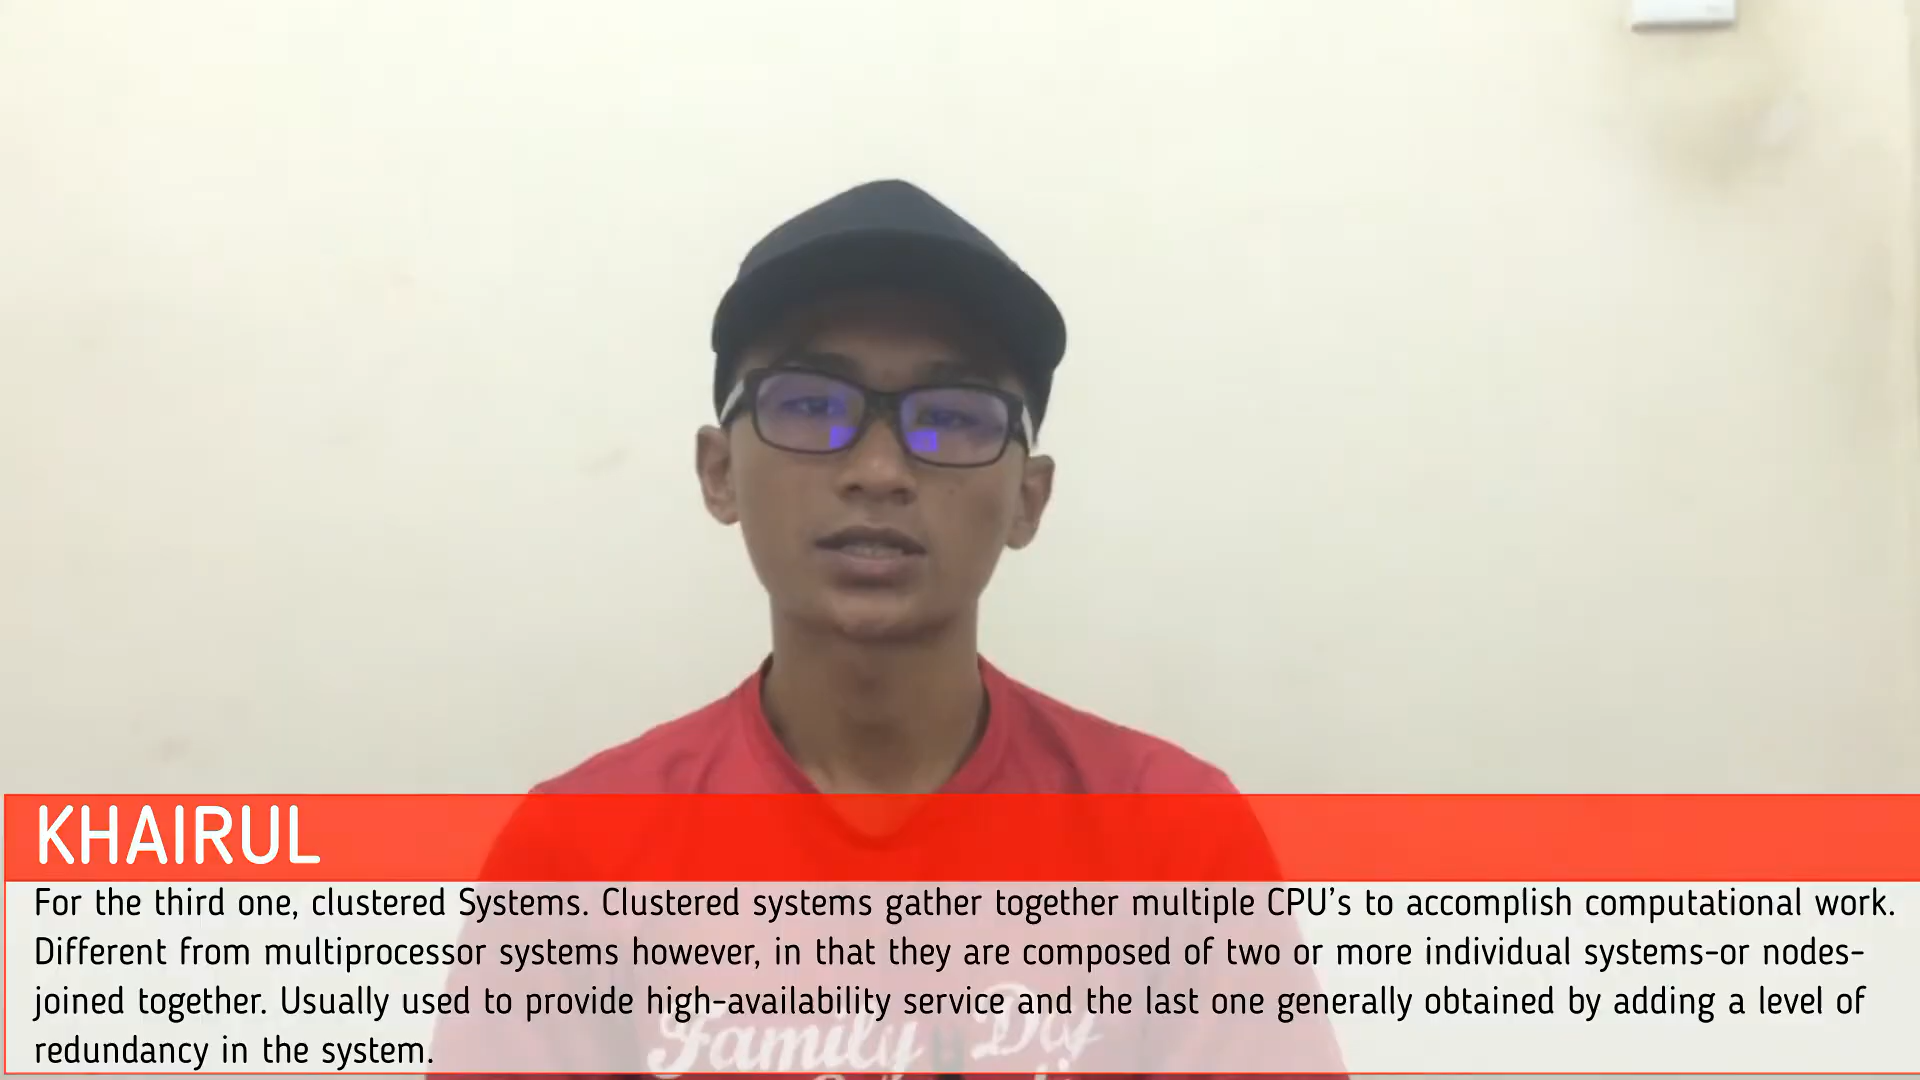 KHAIRUL
For the third one, clustered Systems. Clustered systems gather together multiple CPU's to accomplish computational work.
Different from multiprocessor systems however, in that they are composed of two or more individual systems-or nodes-
joined together. Usually used to provide high-availability service and the last one generally obtained by adding a level of
redundancy in the system.
Family Day